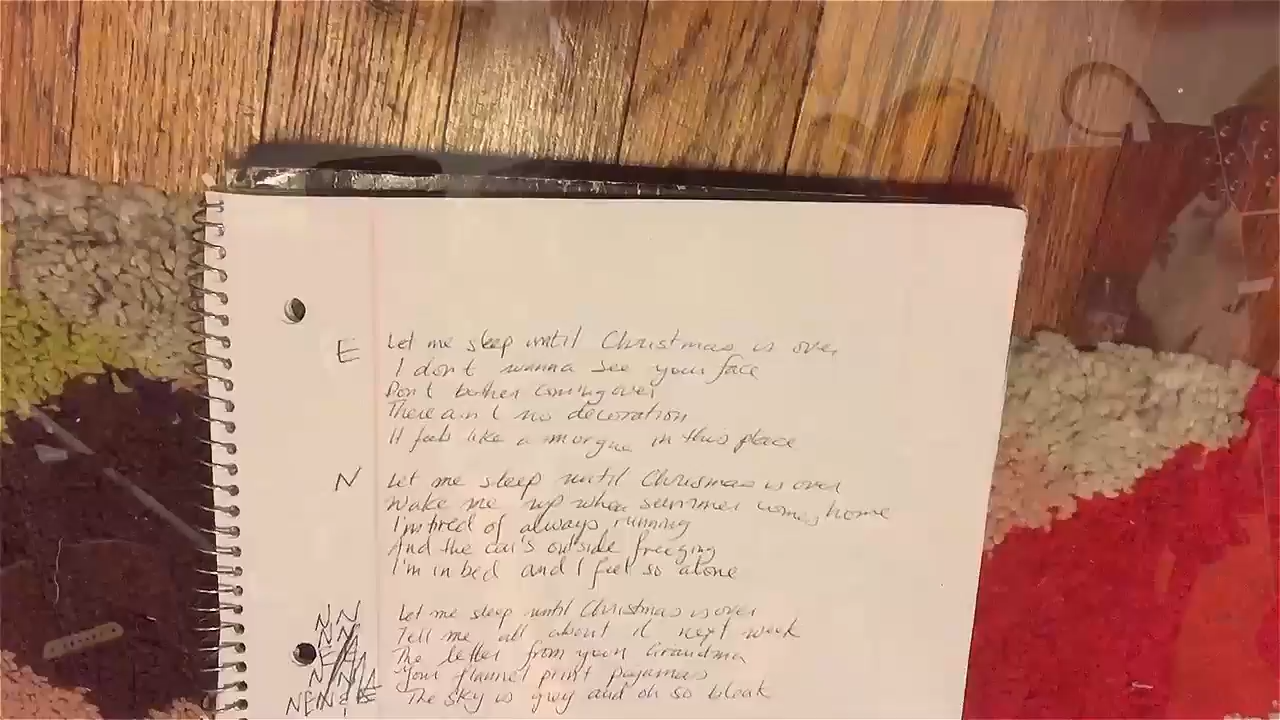 E Let me sleep until Christmas is over
I don't wanna see your face
Don't bother coming over
There ain't no decoration
It feels like a morgue in this place
N Let me sleep until Christmas is over
Wake me up when summer comes home
I'm tired of always running
And the car's outside freezing
I'm in bed and I feel so alone
NN Let me sleep until Christmas is over
Tell me all about it next week
The letter from your Grandma
Your flannel print pajamas
The sky is grey and oh so bleak